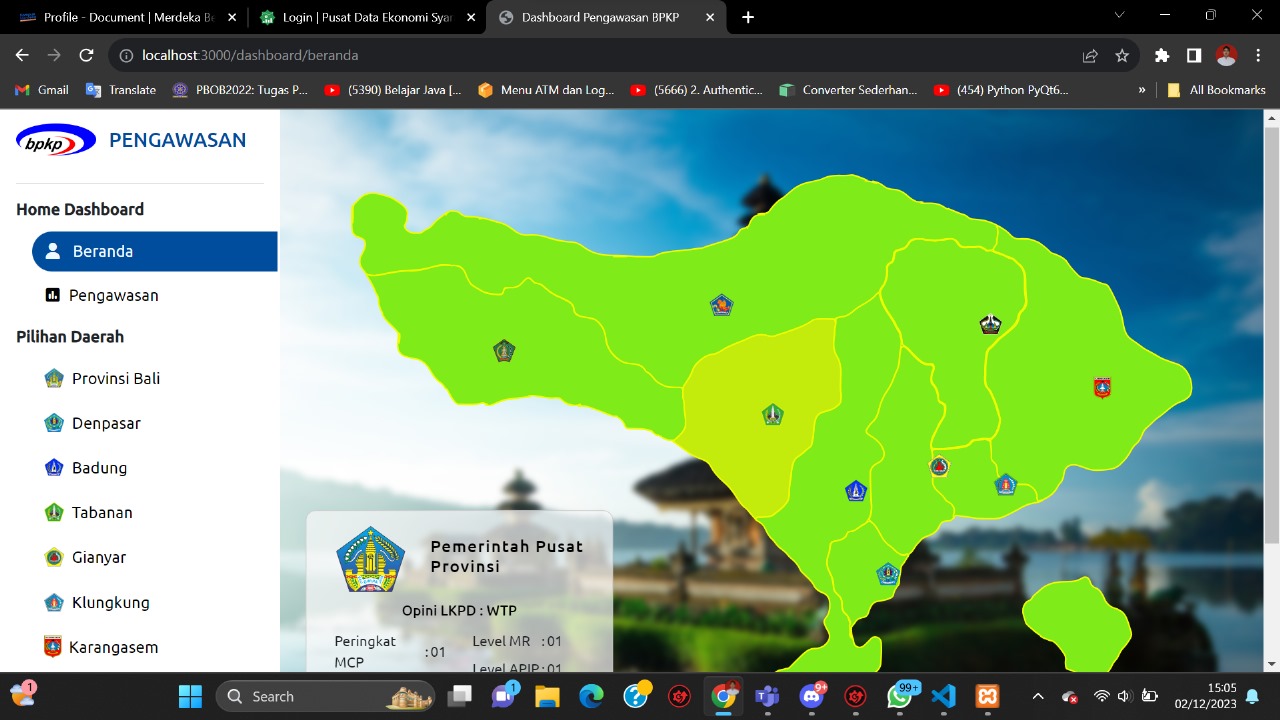 Profile - Document | Merdeka Be
Login | Pusat Data Ekonomi Syar
Dashboard Pengawasan BPKP
localhost:3000/dashboard/beranda
Gmail
Translate
PBOB2022: Tugas P...
(5390) Belajar Java [...
Menu ATM dan Log...
(5666) 2. Authentic...
Converter Sederhan...
(454) Python PyQt6...
»
All Bookmarks
bpkp
PENGAWASAN
Home Dashboard
Beranda
Pengawasan
Pilihan Daerah
Provinsi Bali
Denpasar
Badung
Tabanan
Gianyar
Klungkung
Karangasem
Pemerintah Pusat
Provinsi
Opini LKPD : WTP
Peringkat
MCP
: 01
Level MR : 01
Level APIP : 01
1
Search
1
9+
99+
15:05
02/12/2023